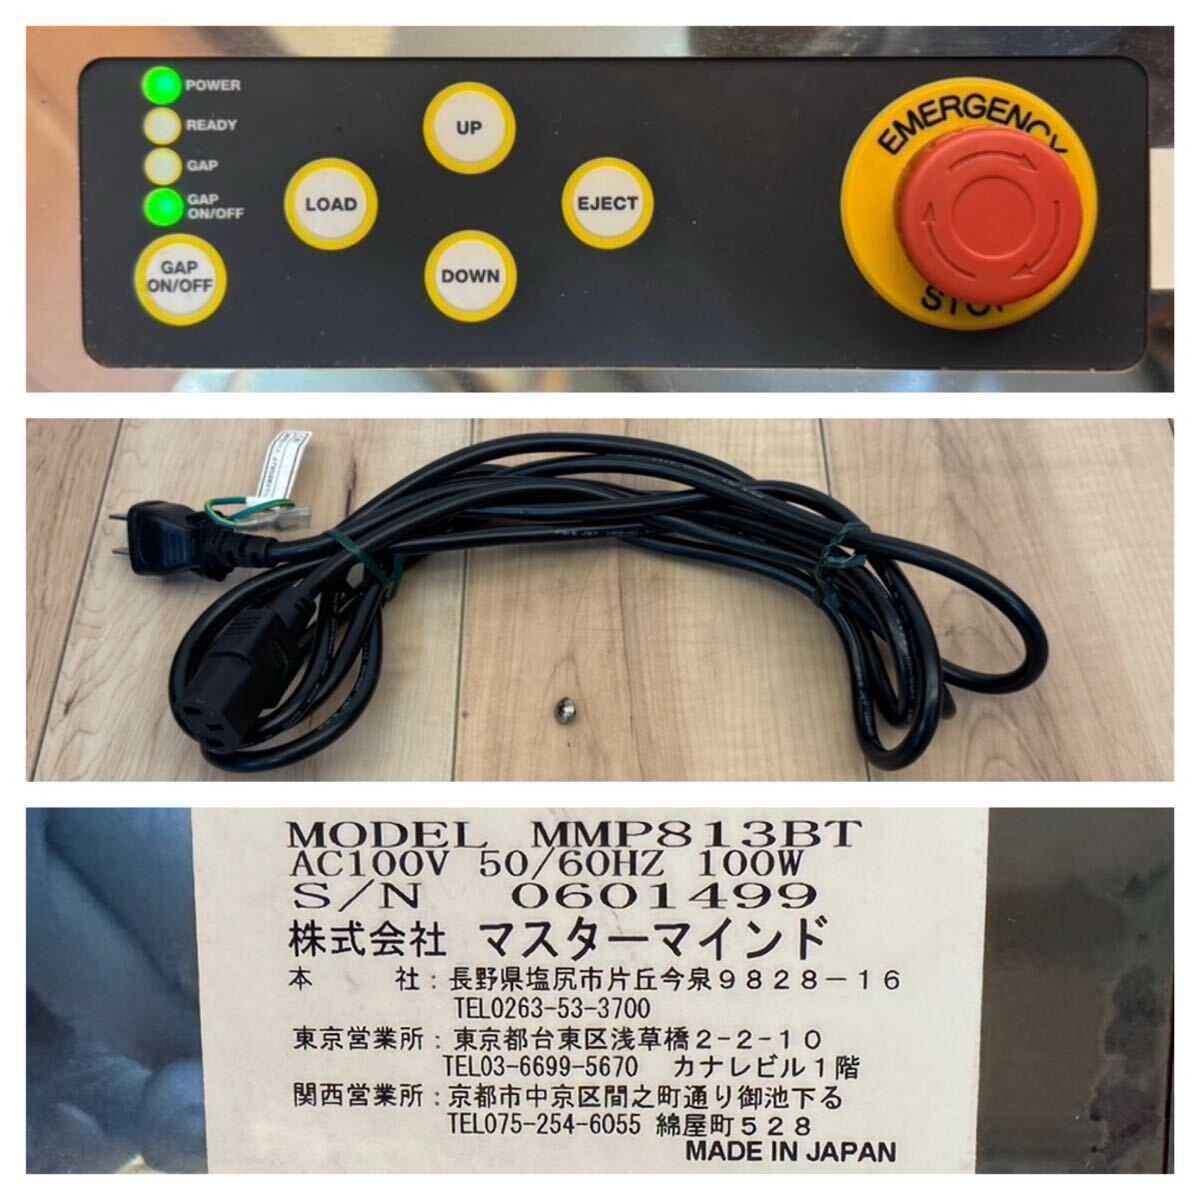 POWER
READY
GAP
GAP
ON/OFF
GAP
ON/OFF
LOAD
UP
DOWN
EJECT
EMERGENCY
STOP
MODEL MMP813BT
AC100V 50/60HZ 100W
S/N 0601499
株式会社 マスターマインド
本 社：長野県塩尻市片丘今泉９８２８－１６
TEL0263-53-3700
東京営業所：東京都台東区浅草橋２-２-１０
TEL03-6699-5670 カナレビル１階
関西営業所：京都市中京区間之町通り御池下る
TEL075-254-6055 綿屋町５２８
MADE IN JAPAN